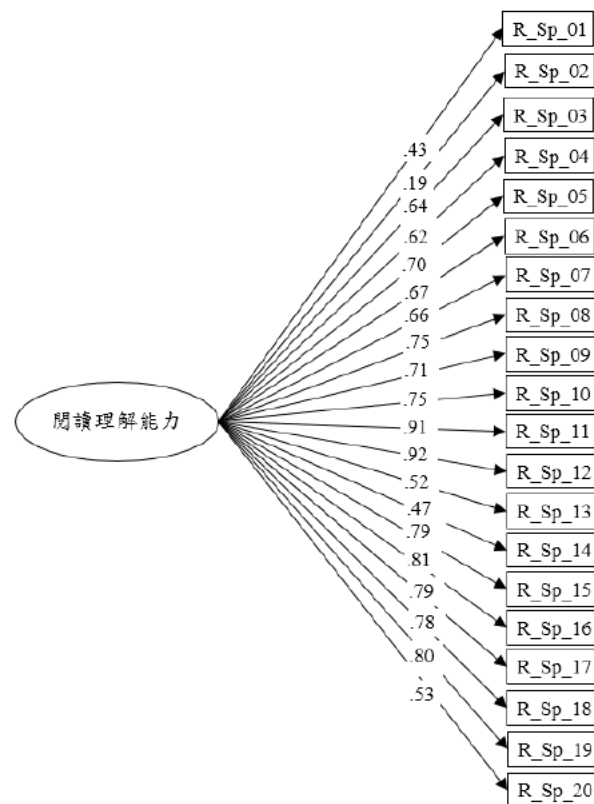 R_Sp_01
R_Sp_02
R_Sp_03
.43
R_Sp_04
.19
R_Sp_05
.64
.62
R_Sp_06
.70
R_Sp_07
.67
.66
R_Sp_08
.75
R_Sp_09
.71
R_Sp_10
.75
閱讀理解能力
.91
R_Sp_11
.92
R_Sp_12
.52
R_Sp_13
.47
.79
R_Sp_14
.81
R_Sp_15
.79
.78
R_Sp_16
.80
R_Sp_17
.53
R_Sp_18
R_Sp_19
R_Sp_20